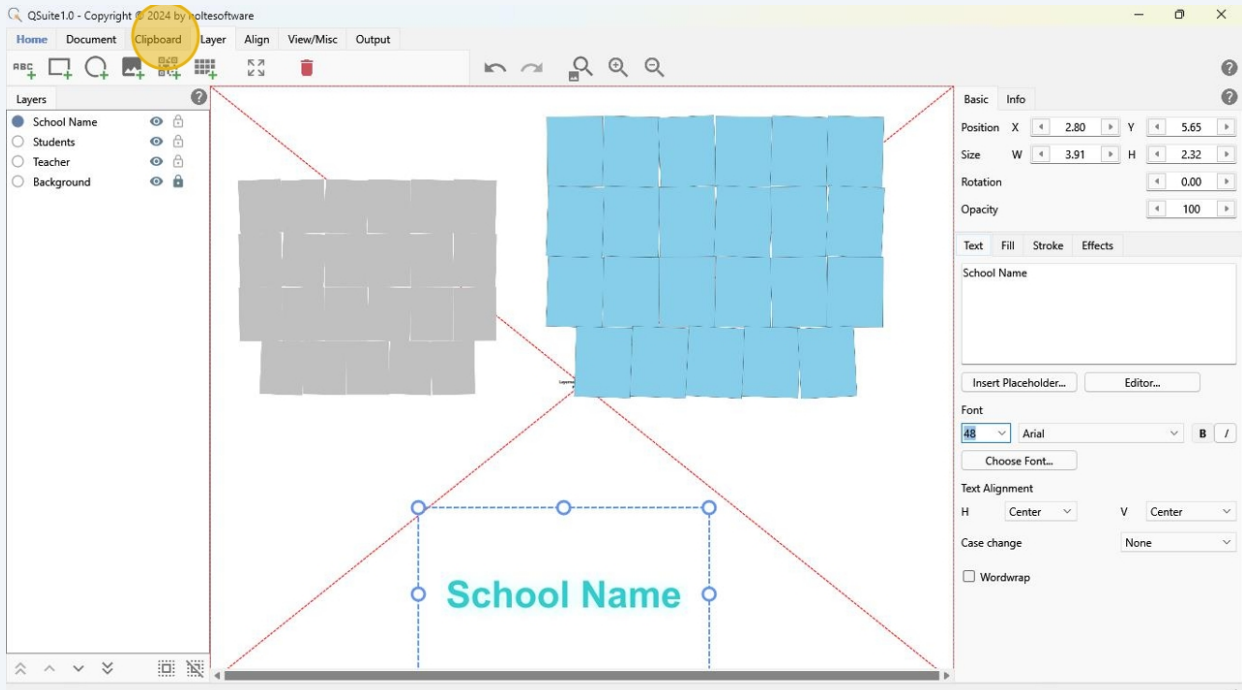 QSuite1.0 - Copyright © 2024 by noltesoftware
Home Document Clipboard Layer Align View/Misc Output
ABC
Layers
School Name
Students
Teacher
Background
School Name
Basic Info
Position X 2.80 Y 5.65
Size W 3.91 H 2.32
Rotation 0.00
Opacity 100
Text Fill Stroke Effects
School Name
Insert Placeholder... Editor...
Font
48 Arial B I
Choose Font...
Text Alignment
H Center V Center
Case change None
Wordwrap